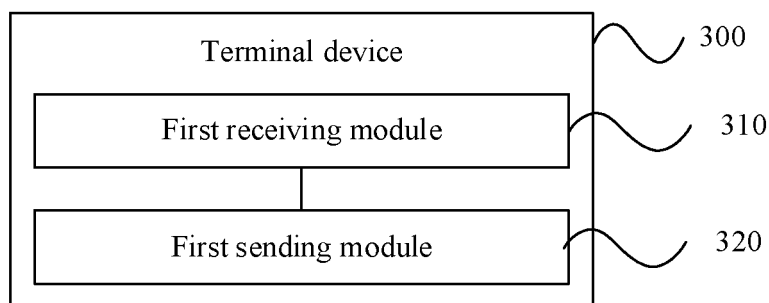 Terminal device
300
First receiving module
310
First sending module
320